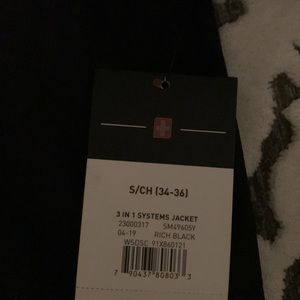 S/CH (34-36)
3 IN 1 SYSTEMS JACKET
23000317 SM49605Y
04-19 RICH BLACK
WSDSC 91X860121
7 90437 80803 3